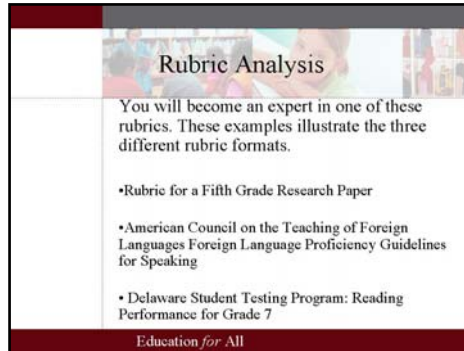 Rubric Analysis
You will become an expert in one of these
rubrics. These examples illustrate the three
different rubric formats.
•Rubric for a Fifth Grade Research Paper
•American Council on the Teaching of Foreign
Languages Foreign Language Proficiency Guidelines
for Speaking
• Delaware Student Testing Program: Reading
Performance for Grade 7
Education for All